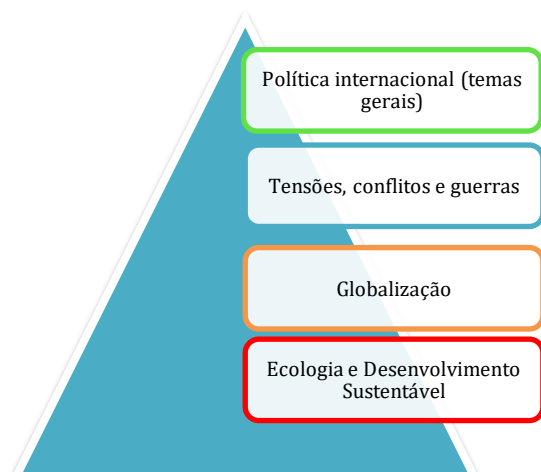 Política internacional (temas
gerais)
Tensões, conflitos e guerras
Globalização
Ecologia e Desenvolvimento
Sustentável